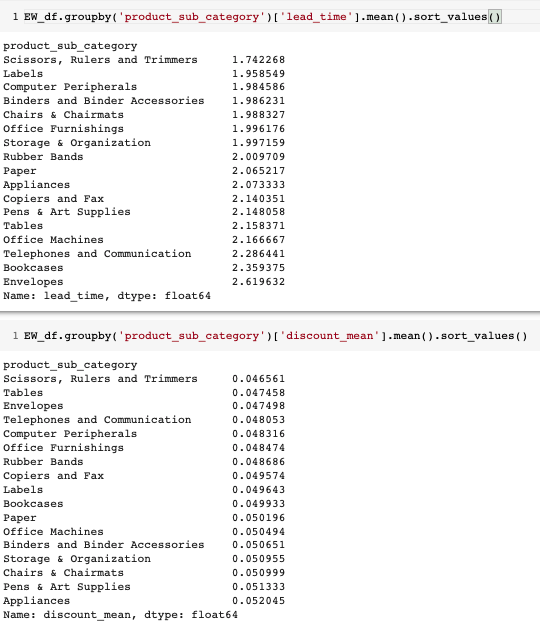 1 EW_df.groupby('product_sub_category')['lead_time'].mean().sort_values()
product_sub_category
Scissors, Rulers and Trimmers 1.742268
Labels 1.958549
Computer Peripherals 1.984586
Binders and Binder Accessories 1.986231
Chairs & Chairmats 1.988327
Office Furnishings 1.996176
Storage & Organization 1.997159
Rubber Bands 2.009709
Paper 2.065217
Appliances 2.073333
Copiers and Fax 2.140351
Pens & Art Supplies 2.148058
Tables 2.158371
Office Machines 2.166667
Telephones and Communication 2.286441
Bookcases 2.359375
Envelopes 2.619632
Name: lead_time, dtype: float64
1 EW_df.groupby('product_sub_category')['discount_mean'].mean().sort_values()
product_sub_category
Scissors, Rulers and Trimmers 0.046561
Tables 0.047458
Envelopes 0.047498
Telephones and Communication 0.048053
Computer Peripherals 0.048316
Office Furnishings 0.048474
Rubber Bands 0.048686
Copiers and Fax 0.049574
Labels 0.049643
Bookcases 0.049933
Paper 0.050196
Office Machines 0.050494
Binders and Binder Accessories 0.050651
Storage & Organization 0.050955
Chairs & Chairmats 0.050999
Pens & Art Supplies 0.051333
Appliances 0.052045
Name: discount_mean, dtype: float64